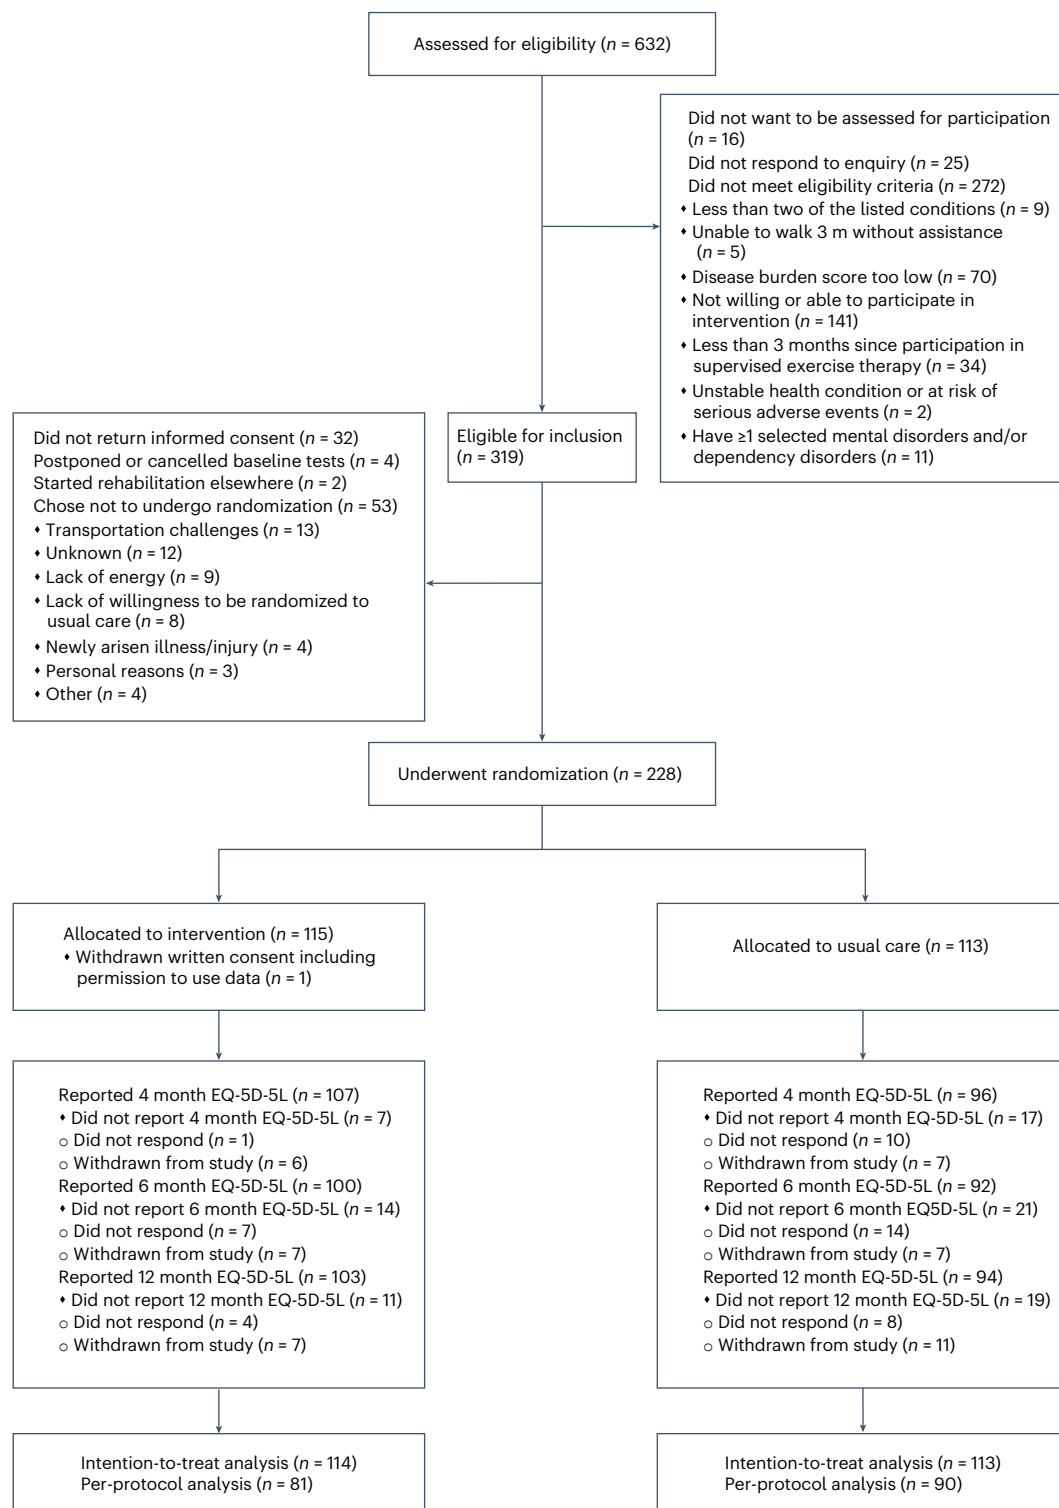 Assessed for eligibility (n = 632)
Did not want to be assessed for participation
(n = 16)
Did not respond to enquiry (n = 25)
Did not meet eligibility criteria (n = 272)
♦ Less than two of the listed conditions (n = 9)
♦ Unable to walk 3 m without assistance
(n = 5)
♦ Disease burden score too low (n = 70)
♦ Not willing or able to participate in
intervention (n = 141)
♦ Less than 3 months since participation in
supervised exercise therapy (n = 34)
♦ Unstable health condition or at risk of
serious adverse events (n = 2)
♦ Have ≥1 selected mental disorders and/or
dependency disorders (n = 11)
Eligible for inclusion
(n = 319)
Did not return informed consent (n = 32)
Postponed or cancelled baseline tests (n = 4)
Started rehabilitation elsewhere (n = 2)
Chose not to undergo randomization (n = 53)
♦ Transportation challenges (n = 13)
♦ Unknown (n = 12)
♦ Lack of energy (n = 9)
♦ Lack of willingness to be randomized to
usual care (n = 8)
♦ Newly arisen illness/injury (n = 4)
♦ Personal reasons (n = 3)
♦ Other (n = 4)
Underwent randomization (n = 228)
Allocated to intervention (n = 115)
♦ Withdrawn written consent including
permission to use data (n = 1)
Allocated to usual care (n = 113)
Reported 4 month EQ-5D-5L (n = 107)
♦ Did not report 4 month EQ-5D-5L (n = 7)
○ Did not respond (n = 1)
○ Withdrawn from study (n = 6)
Reported 6 month EQ-5D-5L (n = 100)
♦ Did not report 6 month EQ-5D-5L (n = 14)
○ Did not respond (n = 7)
○ Withdrawn from study (n = 7)
Reported 12 month EQ-5D-5L (n = 103)
♦ Did not report 12 month EQ-5D-5L (n = 11)
○ Did not respond (n = 4)
○ Withdrawn from study (n = 7)
Reported 4 month EQ-5D-5L (n = 96)
♦ Did not report 4 month EQ-5D-5L (n = 17)
○ Did not respond (n = 10)
○ Withdrawn from study (n = 7)
Reported 6 month EQ-5D-5L (n = 92)
♦ Did not report 6 month EQ5D-5L (n = 21)
○ Did not respond (n = 14)
○ Withdrawn from study (n = 7)
Reported 12 month EQ-5D-5L (n = 94)
♦ Did not report 12 month EQ-5D-5L (n = 19)
○ Did not respond (n = 8)
○ Withdrawn from study (n = 11)
Intention-to-treat analysis (n = 114)
Per-protocol analysis (n = 81)
Intention-to-treat analysis (n = 113)
Per-protocol analysis (n = 90)